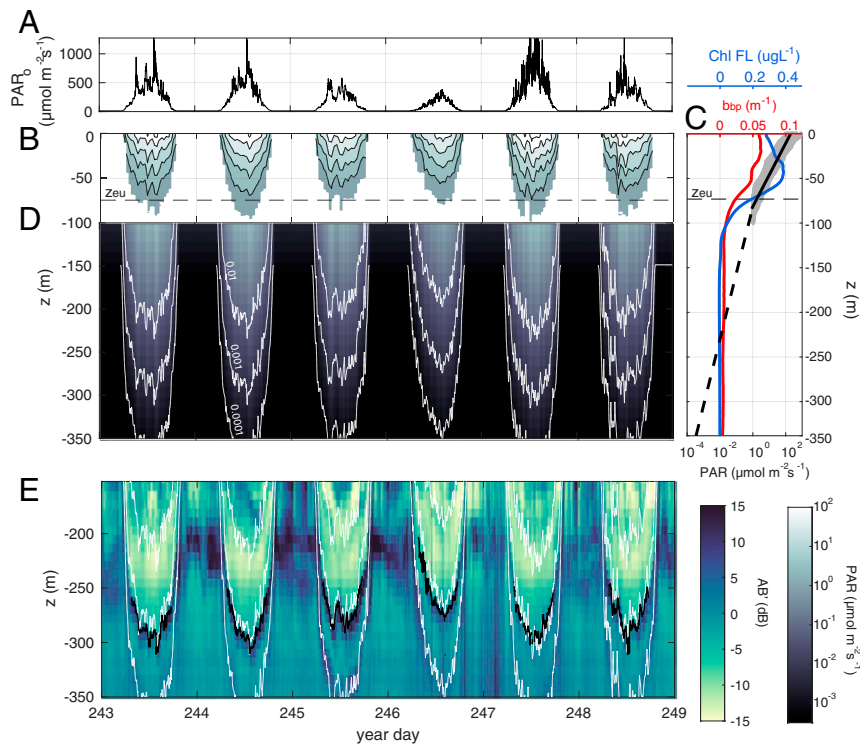 A
PAR₀
(µmol m⁻²s⁻¹)
1000
500
0
Chl FL (ugL⁻¹)
0 0.2 0.4
b_bp (m⁻¹)
0 0.05 0.1
B
0
-50
Zeu
C
0
-50
-100
-150
-200
-250
-300
-350
Zeu
z (m)
10⁻⁴ 10⁻² 10⁰ 10²
PAR (µmol m⁻²s⁻¹)
D
-100
-150
-200
-250
-300
-350
z (m)
0.01
0.001
0.0001
E
-200
-250
-300
-350
z (m)
243 244 245 246 247 248 249
year day
15
10
5
0
-5
-10
-15
AB' (dB)
10²
10¹
10⁰
10⁻¹
10⁻²
10⁻³
PAR
(µmol m⁻²s⁻¹)